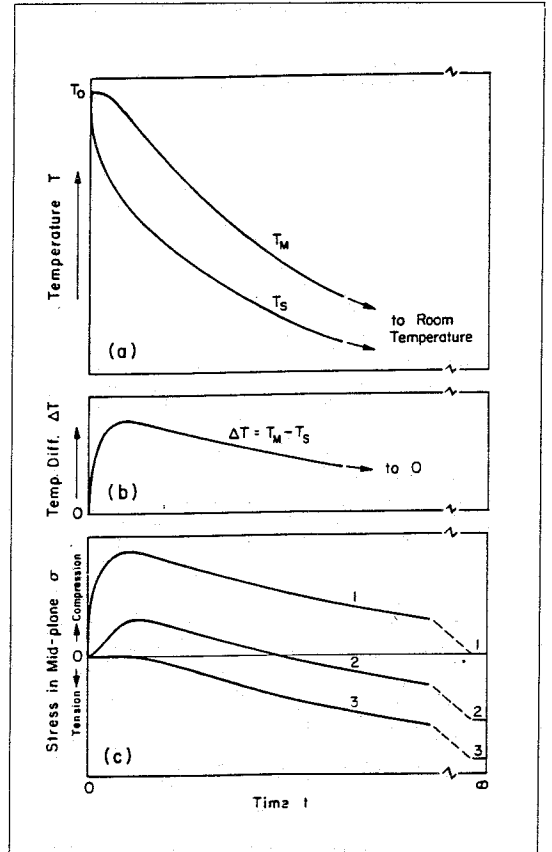 T₀
Temperature T
T_M
T_S
to Room
Temperature
(a)
Temp. Diff. ΔT
ΔT = T_M – T_S
to 0
0
(b)
Stress in Mid-plane σ
Compression
Tension
0
1
2
3
1
2
3
(c)
0
∞
Time t